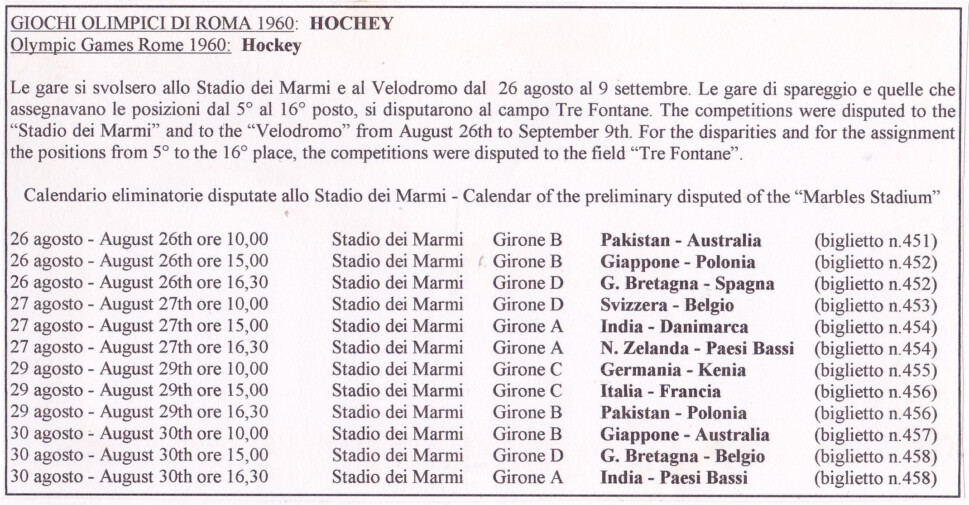 GIOCHI OLIMPICI DI ROMA 1960: HOCHEY
Olympic Games Rome 1960: Hockey
Le gare si svolsero allo Stadio dei Marmi e al Velodromo dal 26 agosto al 9 settembre. Le gare di spareggio e quelle che
assegnavano le posizioni dal 5° al 16° posto, si disputarono al campo Tre Fontane. The competitions were disputed to the
“Stadio dei Marmi” and to the “Velodromo” from August 26th to September 9th. For the disparities and for the assignment
the positions from 5° to the 16° place, the competitions were disputed to the field “Tre Fontane”.
Calendario eliminatorie disputate allo Stadio dei Marmi - Calendar of the preliminary disputed of the “Marbles Stadium”
26 agosto - August 26th ore 10,00 Stadio dei Marmi Girone B Pakistan - Australia (biglietto n.451)
26 agosto - August 26th ore 15,00 Stadio dei Marmi Girone B Giappone - Polonia (biglietto n.452)
26 agosto - August 26th ore 16,30 Stadio dei Marmi Girone D G. Bretagna - Spagna (biglietto n.452)
27 agosto - August 27th ore 10,00 Stadio dei Marmi Girone D Svizzera - Belgio (biglietto n.453)
27 agosto - August 27th ore 15,00 Stadio dei Marmi Girone A India - Danimarca (biglietto n.454)
27 agosto - August 27th ore 16,30 Stadio dei Marmi Girone A N. Zelanda - Paesi Bassi (biglietto n.454)
29 agosto - August 29th ore 10,00 Stadio dei Marmi Girone C Germania - Kenia (biglietto n.455)
29 agosto - August 29th ore 15,00 Stadio dei Marmi Girone C Italia - Francia (biglietto n.456)
29 agosto - August 29th ore 16,30 Stadio dei Marmi Girone B Pakistan - Polonia (biglietto n.456)
30 agosto - August 30th ore 10,00 Stadio dei Marmi Girone B Giappone - Australia (biglietto n.457)
30 agosto - August 30th ore 15,00 Stadio dei Marmi Girone D G. Bretagna - Belgio (biglietto n.458)
30 agosto - August 30th ore 16,30 Stadio dei Marmi Girone A India - Paesi Bassi (biglietto n.458)